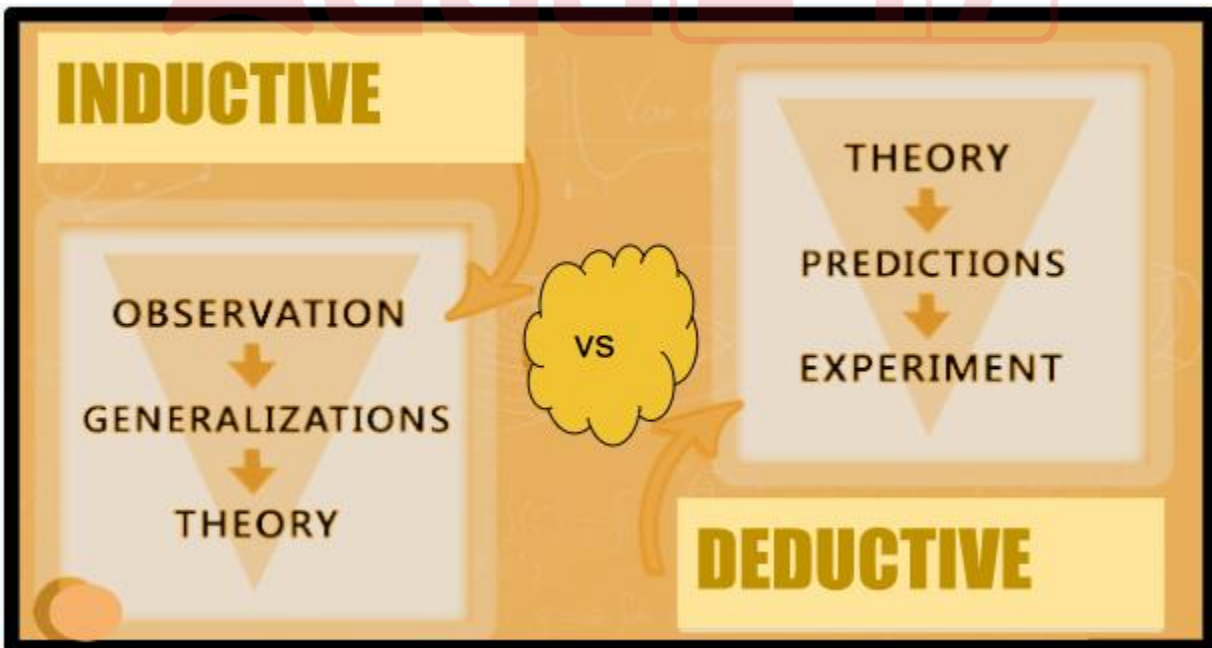 INDUCTIVE
OBSERVATION
GENERALIZATIONS
THEORY
vs
THEORY
PREDICTIONS
EXPERIMENT
DEDUCTIVE